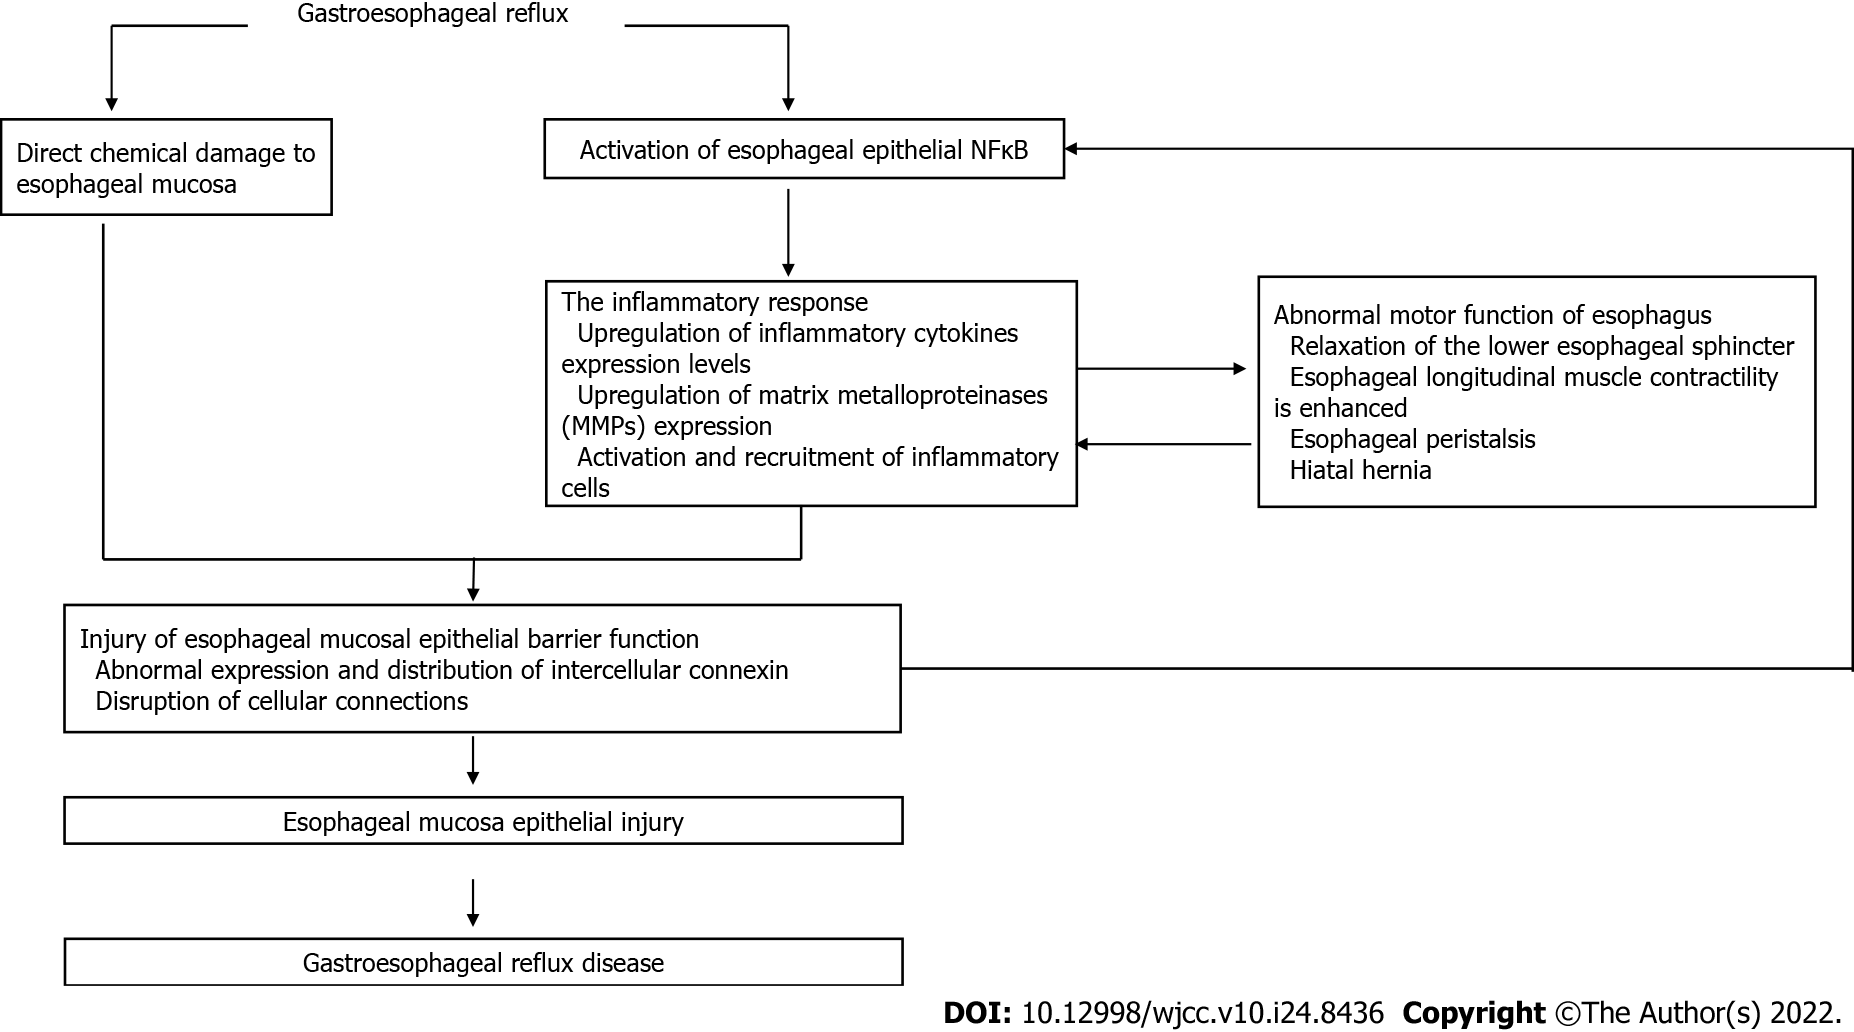 Gastroesophageal reflux
Direct chemical damage to
esophageal mucosa
Activation of esophageal epithelial NFκB
The inflammatory response
Upregulation of inflammatory cytokines
expression levels
Upregulation of matrix metalloproteinases
(MMPs) expression
Activation and recruitment of inflammatory
cells
Abnormal motor function of esophagus
Relaxation of the lower esophageal sphincter
Esophageal longitudinal muscle contractility
is enhanced
Esophageal peristalsis
Hiatal hernia
Injury of esophageal mucosal epithelial barrier function
Abnormal expression and distribution of intercellular connexin
Disruption of cellular connections
Esophageal mucosa epithelial injury
Gastroesophageal reflux disease
DOI: 10.12998/wjcc.v10.i24.8436 Copyright ©The Author(s) 2022.